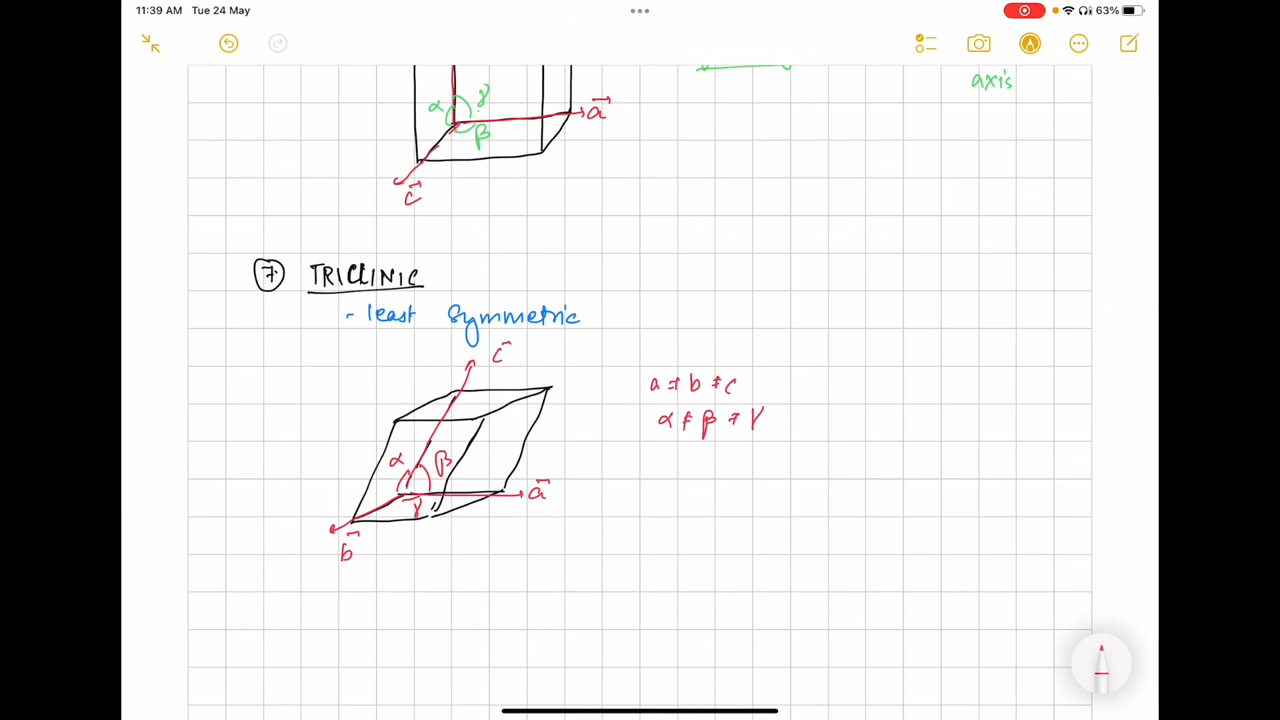 11:39 AM Tue 24 May
63%
axis
α γ
β
a⃗
c⃗
7 TRICLINIC
- least symmetric
c⃗
a ≠ b ≠ c
α ≠ β ≠ γ
α β
γ
a⃗
b⃗